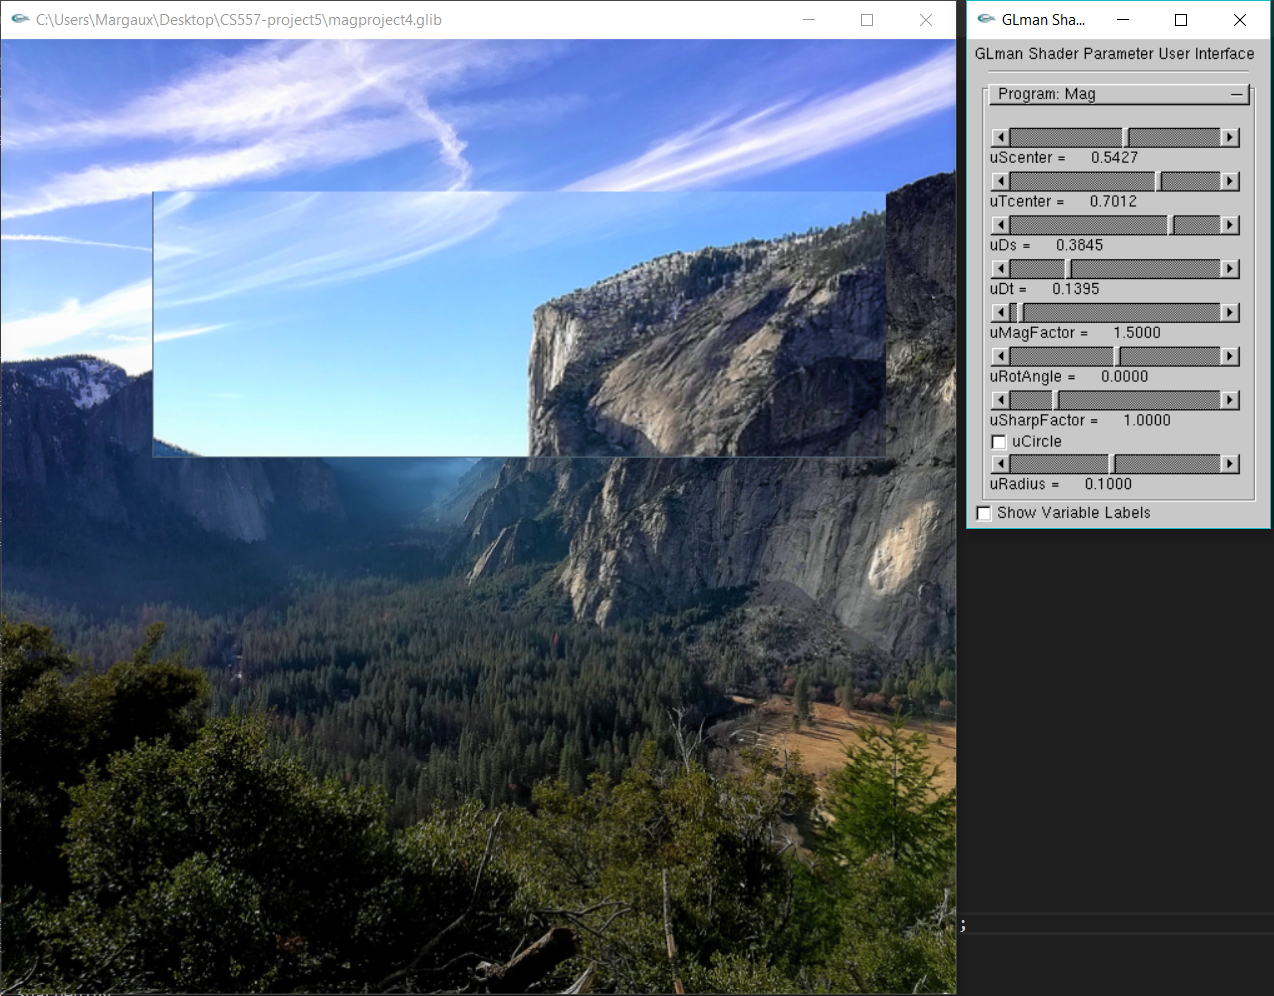 C:\Users\Margaux\Desktop\CS557-project5\magproject4.glib
GLman Sha...
GLman Shader Parameter User Interface
Program: Mag
uScenter = 0.5427
uTcenter = 0.7012
uDs = 0.3845
uDt = 0.1395
uMagFactor = 1.5000
uRotAngle = 0.0000
uSharpFactor = 1.0000
uCircle
uRadius = 0.1000
Show Variable Labels
;